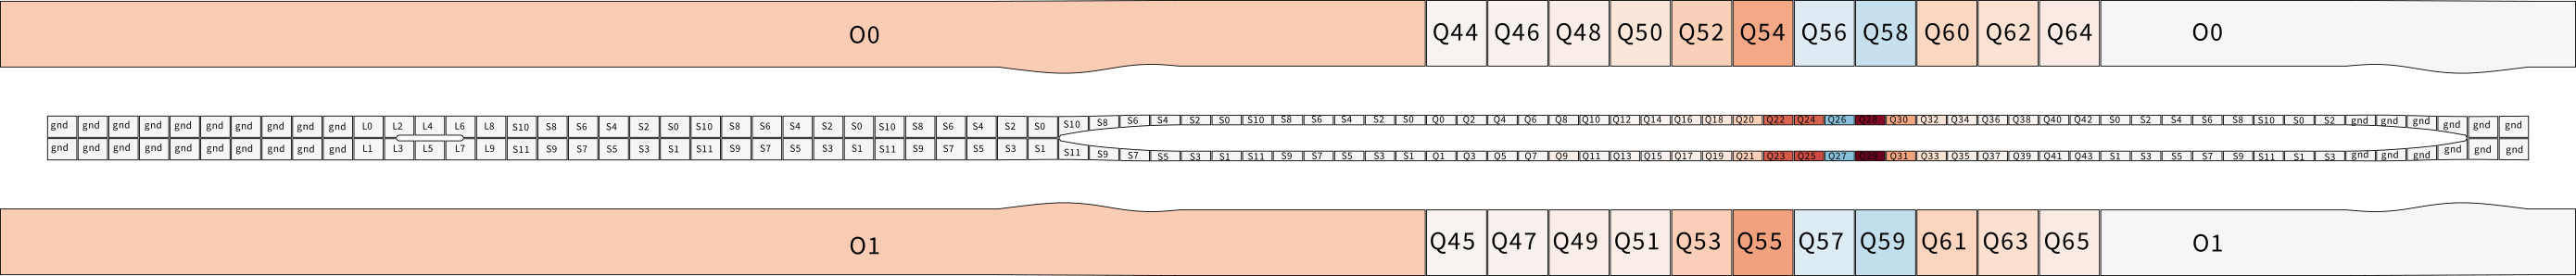 O0 Q44 Q46 Q48 Q50 Q52 Q54 Q56 Q58 Q60 Q62 Q64 O0
gnd gnd gnd gnd gnd gnd gnd gnd gnd gnd L0 L2 L4 L6 L8 S10 S8 S6 S4 S2 S0 S10 S8 S6 S4 S2 S0 S10 S8 S6 S4 S2 S0 S10 S8 S6 S4 S2 S0 S10 S8 S6 S4 S2 S0 Q0 Q2 Q4 Q6 Q8 Q10 Q12 Q14 Q16 Q18 Q20 Q22 Q24 Q26 Q28 Q30 Q32 Q34 Q36 Q38 Q40 Q42 S0 S2 S4 S6 S8 S10 S0 S2 gnd gnd gnd gnd gnd gnd
gnd gnd gnd gnd gnd gnd gnd gnd gnd gnd L1 L3 L5 L7 L9 S11 S9 S7 S5 S3 S1 S11 S9 S7 S5 S3 S1 S11 S9 S7 S5 S3 S1 S11 S9 S7 S5 S3 S1 S11 S9 S7 S5 S3 S1 Q1 Q3 Q5 Q7 Q9 Q11 Q13 Q15 Q17 Q19 Q21 Q23 Q25 Q27 Q29 Q31 Q33 Q35 Q37 Q39 Q41 Q43 S1 S3 S5 S7 S9 S11 S1 S3 gnd gnd gnd gnd gnd gnd
O1 Q45 Q47 Q49 Q51 Q53 Q55 Q57 Q59 Q61 Q63 Q65 O1